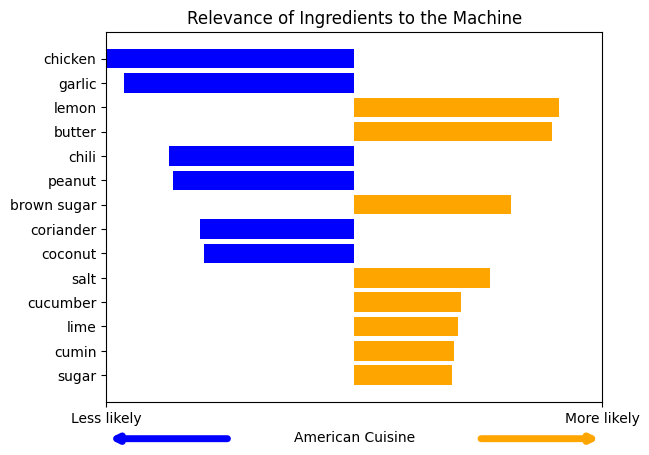 Relevance of Ingredients to the Machine
chicken
garlic
lemon
butter
chili
peanut
brown sugar
coriander
coconut
salt
cucumber
lime
cumin
sugar
Less likely
More likely
American Cuisine